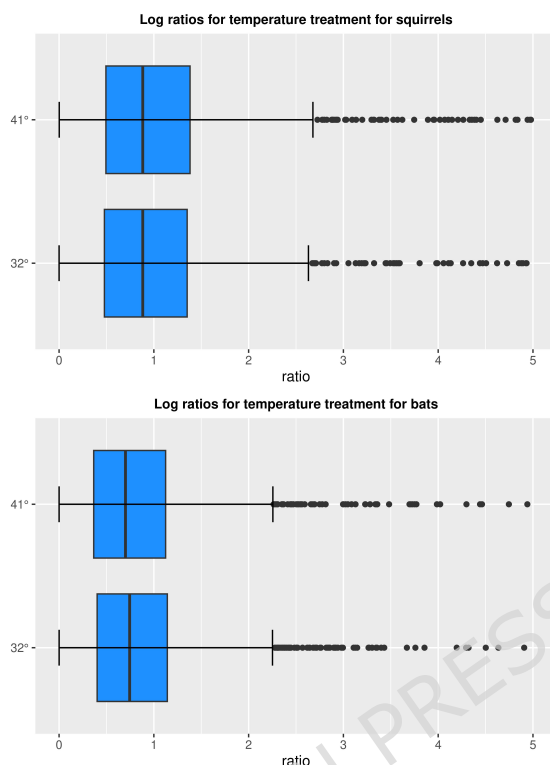 Log ratios for temperature treatment for squirrels
41°
32°
0 1 2 3 4 5
ratio
Log ratios for temperature treatment for bats
41°
32°
0 1 2 3 4 5
ratio
PRESS